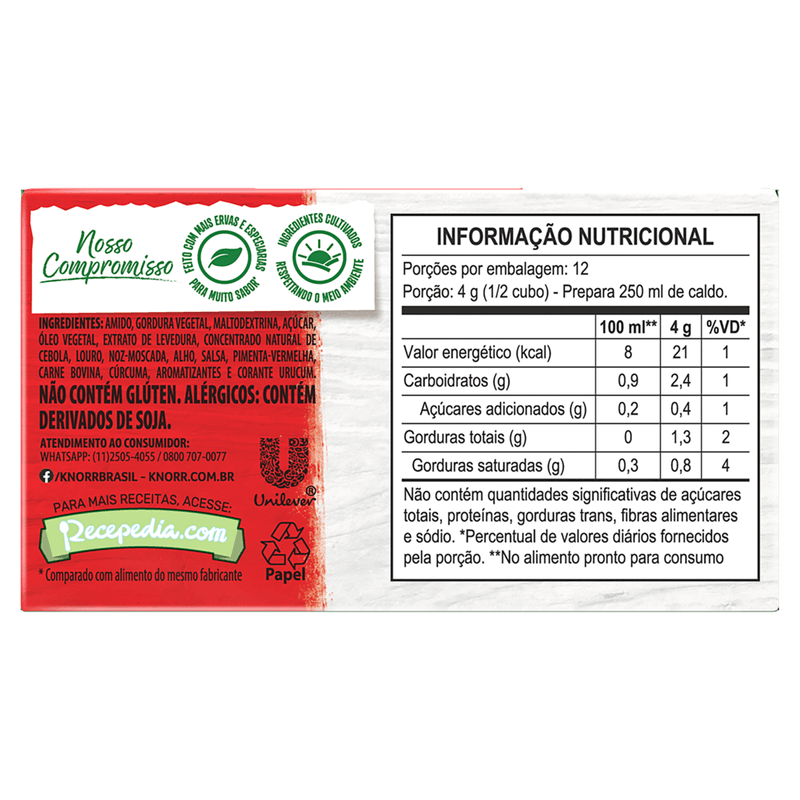 Nosso
Compromisso
FEITO COM MAIS ERVAS E ESPECIARIAS
PARA MUITO SABOR*
INGREDIENTES CULTIVADOS
RESPEITANDO O MEIO AMBIENTE
INGREDIENTES: AMIDO, GORDURA VEGETAL, MALTODEXTRINA, AÇÚCAR,
ÓLEO VEGETAL, EXTRATO DE LEVEDURA, CONCENTRADO NATURAL DE
CEBOLA, LOURO, NOZ-MOSCADA, ALHO, SALSA, PIMENTA-VERMELHA,
CARNE BOVINA, CÚRCUMA, AROMATIZANTES E CORANTE URUCUM.
NÃO CONTÉM GLÚTEN. ALÉRGICOS: CONTÉM
DERIVADOS DE SOJA.
ATENDIMENTO AO CONSUMIDOR:
WHATSAPP: (11)2505-4055 / 0800 707-0077
/KNORRBRASIL - KNORR.COM.BR
Unilever®
PARA MAIS RECEITAS, ACESSE:
Recepedia.com
* Comparado com alimento do mesmo fabricante
Papel
INFORMAÇÃO NUTRICIONAL
Porções por embalagem: 12
Porção: 4 g (1/2 cubo) - Prepara 250 ml de caldo.
100 ml** 4 g %VD*
Valor energético (kcal) 8 21 1
Carboidratos (g) 0,9 2,4 1
Açúcares adicionados (g) 0,2 0,4 1
Gorduras totais (g) 0 1,3 2
Gorduras saturadas (g) 0,3 0,8 4
Não contém quantidades significativas de açúcares
totais, proteínas, gorduras trans, fibras alimentares
e sódio. *Percentual de valores diários fornecidos
pela porção. **No alimento pronto para consumo